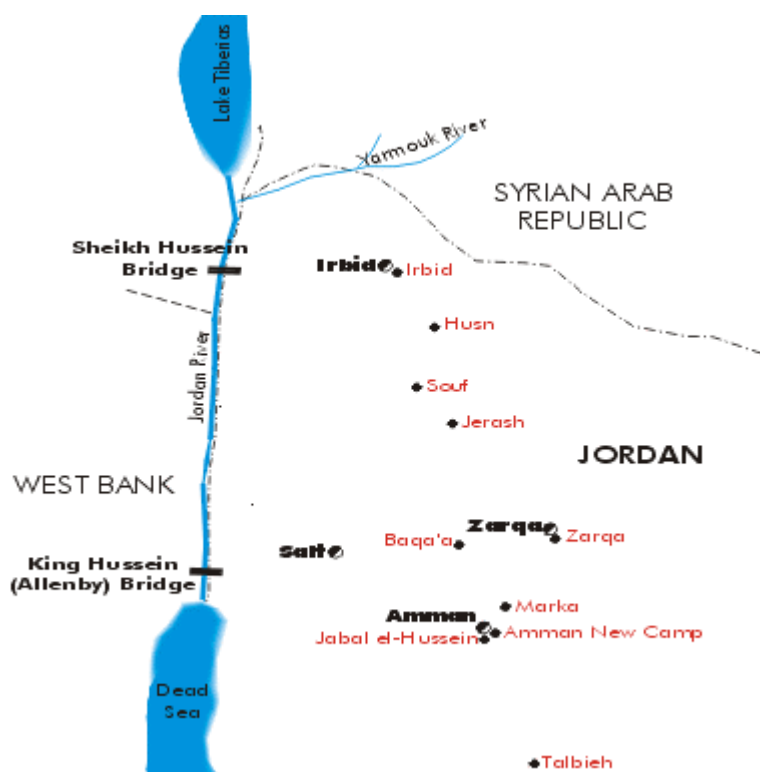 Lake Tiberias
Yarmouk River
SYRIAN ARAB
REPUBLIC
Sheikh Hussein
Bridge
Irbid
Irbid
Husn
Jordan River
Souf
Jerash
JORDAN
WEST BANK
Zarqa
Zarqa
Baqa'a
Salt
King Hussein
(Allenby) Bridge
Marka
Amman
Amman New Camp
Jabal el-Hussein
Dead
Sea
Talbieh